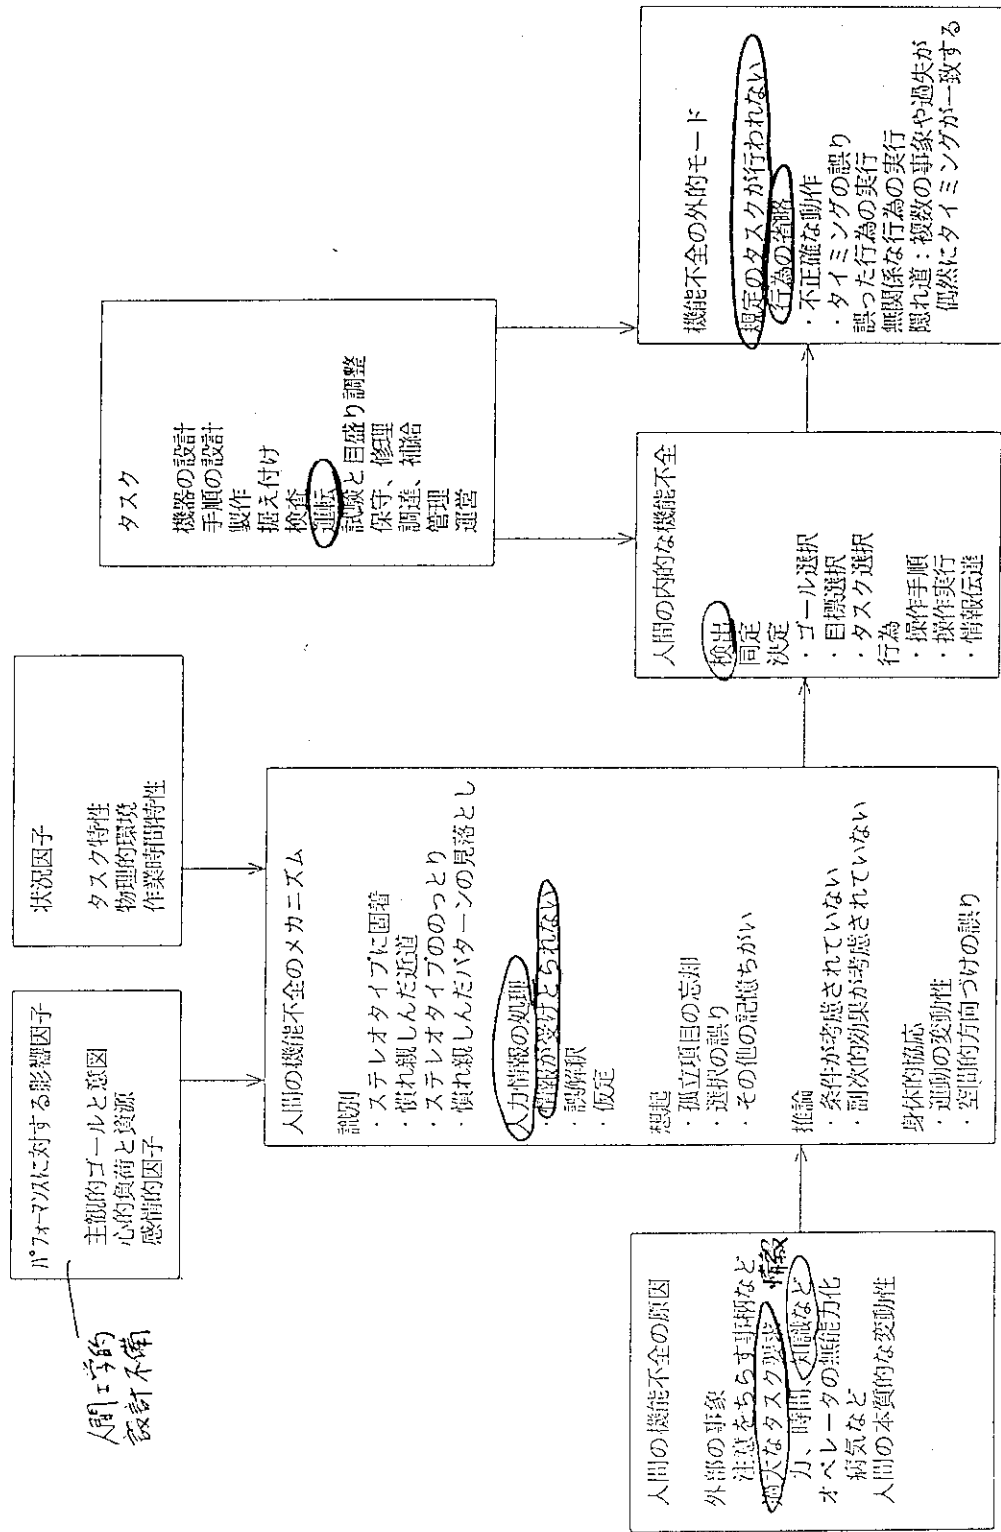 パフォーマンスに対する影響因子
主観的ゴールと意図
心的負荷と資源
感情的因子
人間工学的
設計不備
状況因子
タスク特性
物理的環境
作業時間特性
タスク
機器の設計
手順の設計
製作
据え付け
検査
運転
試験と目盛り調整
保守、修理
調達、補給
管理
運営
人間の機能不全の原因
外部の事象
注意をちらす事柄など
過大なタスク要求 情報
力、時間、知識など
オペレータの無能力化
病気など
人間の本質的な変動性
人間の機能不全のメカニズム
識別
・ステレオタイプに固着
・慣れ親しんだ近道
・ステレオタイプののっとり
・慣れ親しんだパターンの見落とし
入力情報の処理
・情報が受けとられない
・誤解釈
・仮定
想起
・孤立項目の忘却
・選択の誤り
・その他の記憶ちがい
推論
・条件が考慮されていない
・副次的効果が考慮されていない
身体的協応
・運動の変動性
・空間的方向づけの誤り
人間の内的な機能不全
検出
同定
決定
・ゴール選択
・目標選択
・タスク選択
行為
・操作手順
・操作実行
・情報伝達
機能不全の外的モード
規定のタスクが行われない
行為の省略
・不正確な動作
・タイミングの誤り
誤った行為の実行
無関係な行為の実行
隠れ道：複数の事象や過失が
偶然にタイミングが一致する